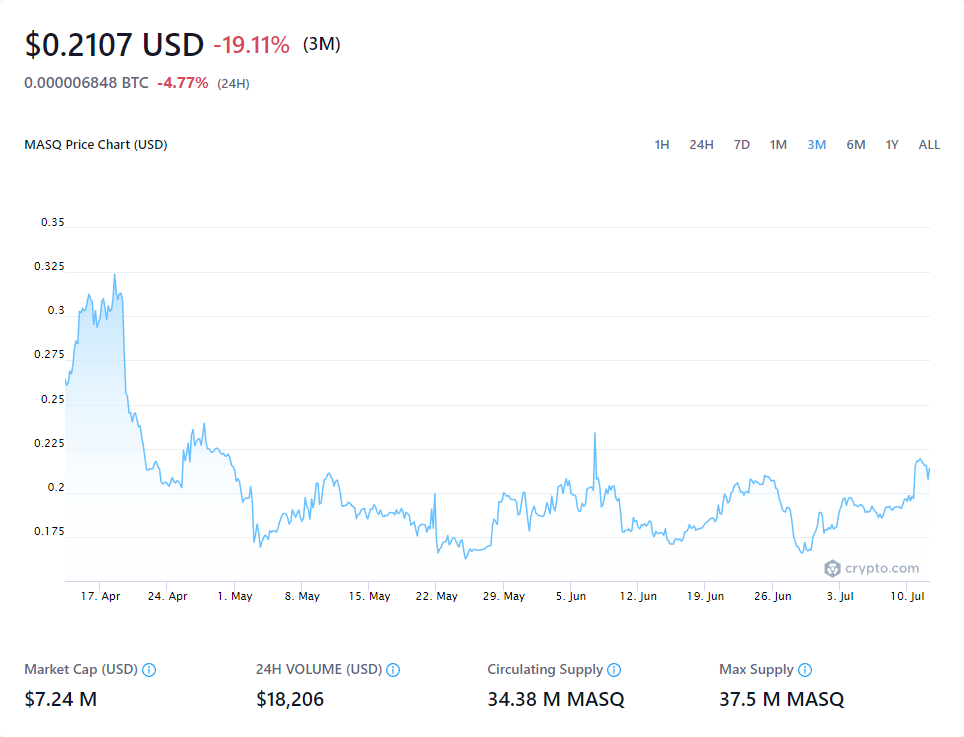 $0.2107 USD -19.11% (3M)
0.000006848 BTC -4.77% (24H)
MASQ Price Chart (USD) 1H 24H 7D 1M 3M 6M 1Y ALL
0.35
0.325
0.3
0.275
0.25
0.225
0.2
0.175
crypto.com
17. Apr 24. Apr 1. May 8. May 15. May 22. May 29. May 5. Jun 12. Jun 19. Jun 26. Jun 3. Jul 10. Jul
Market Cap (USD) 24H VOLUME (USD) Circulating Supply Max Supply
$7.24 M $18,206 34.38 M MASQ 37.5 M MASQ